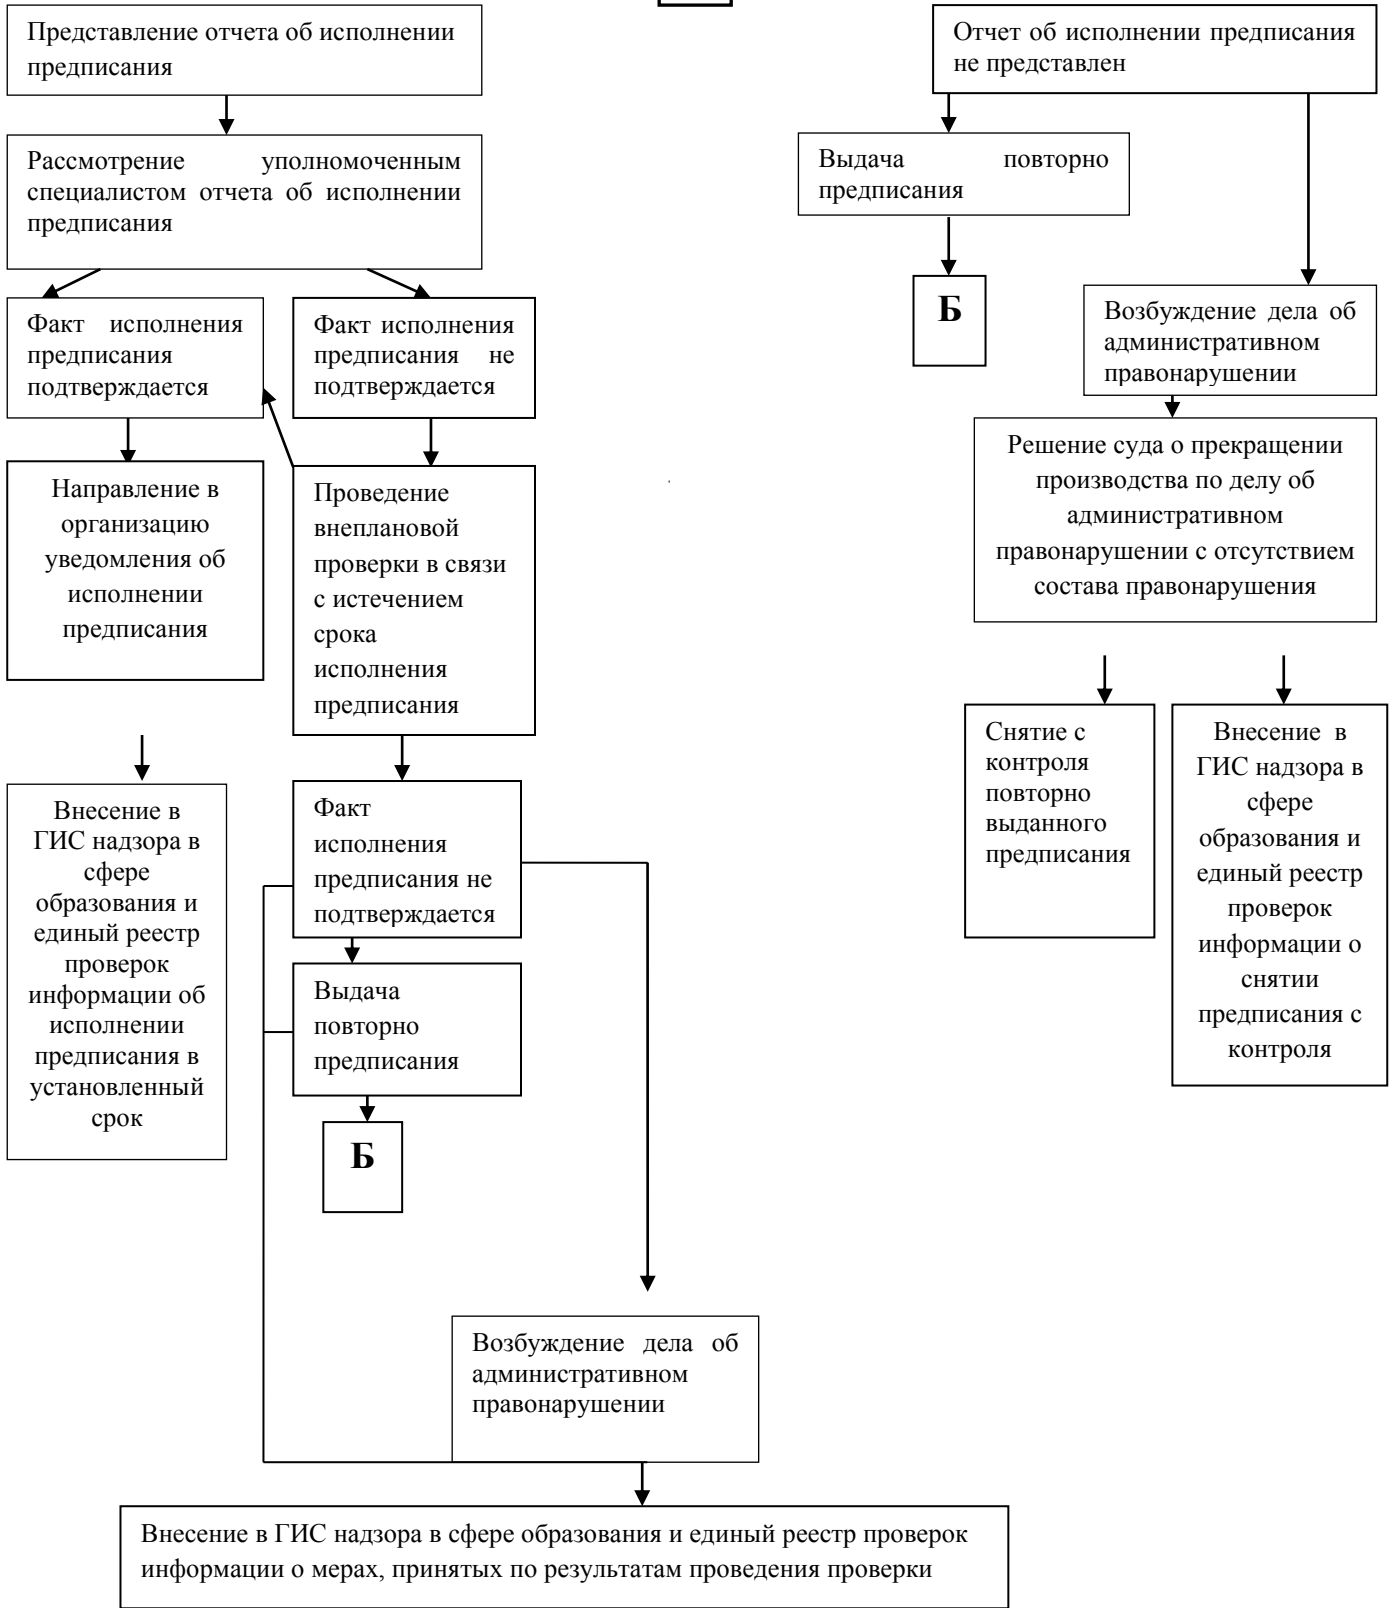 Представление отчета об исполнении
предписания
Отчет об исполнении предписания
не представлен
Рассмотрение уполномоченным
специалистом отчета об исполнении
предписания
Выдача повторно
предписания
Б
Факт исполнения
предписания
подтверждается
Факт исполнения
предписания не
подтверждается
Возбуждение дела об
административном
правонарушении
Направление в
организацию
уведомления об
исполнении
предписания
Проведение
внеплановой
проверки в связи
с истечением
срока
исполнения
предписания
Решение суда о прекращении
производства по делу об
административном
правонарушении с отсутствием
состава правонарушения
Снятие с
контроля
повторно
выданного
предписания
Внесение в
ГИС надзора в
сфере
образования и
единый реестр
проверок
информации о
снятии
предписания с
контроля
Внесение в
ГИС надзора в
сфере
образования и
единый реестр
проверок
информации об
исполнении
предписания в
установленный
срок
Факт
исполнения
предписания не
подтверждается
Выдача
повторно
предписания
Б
Возбуждение дела об
административном
правонарушении
Внесение в ГИС надзора в сфере образования и единый реестр проверок
информации о мерах, принятых по результатам проведения проверки